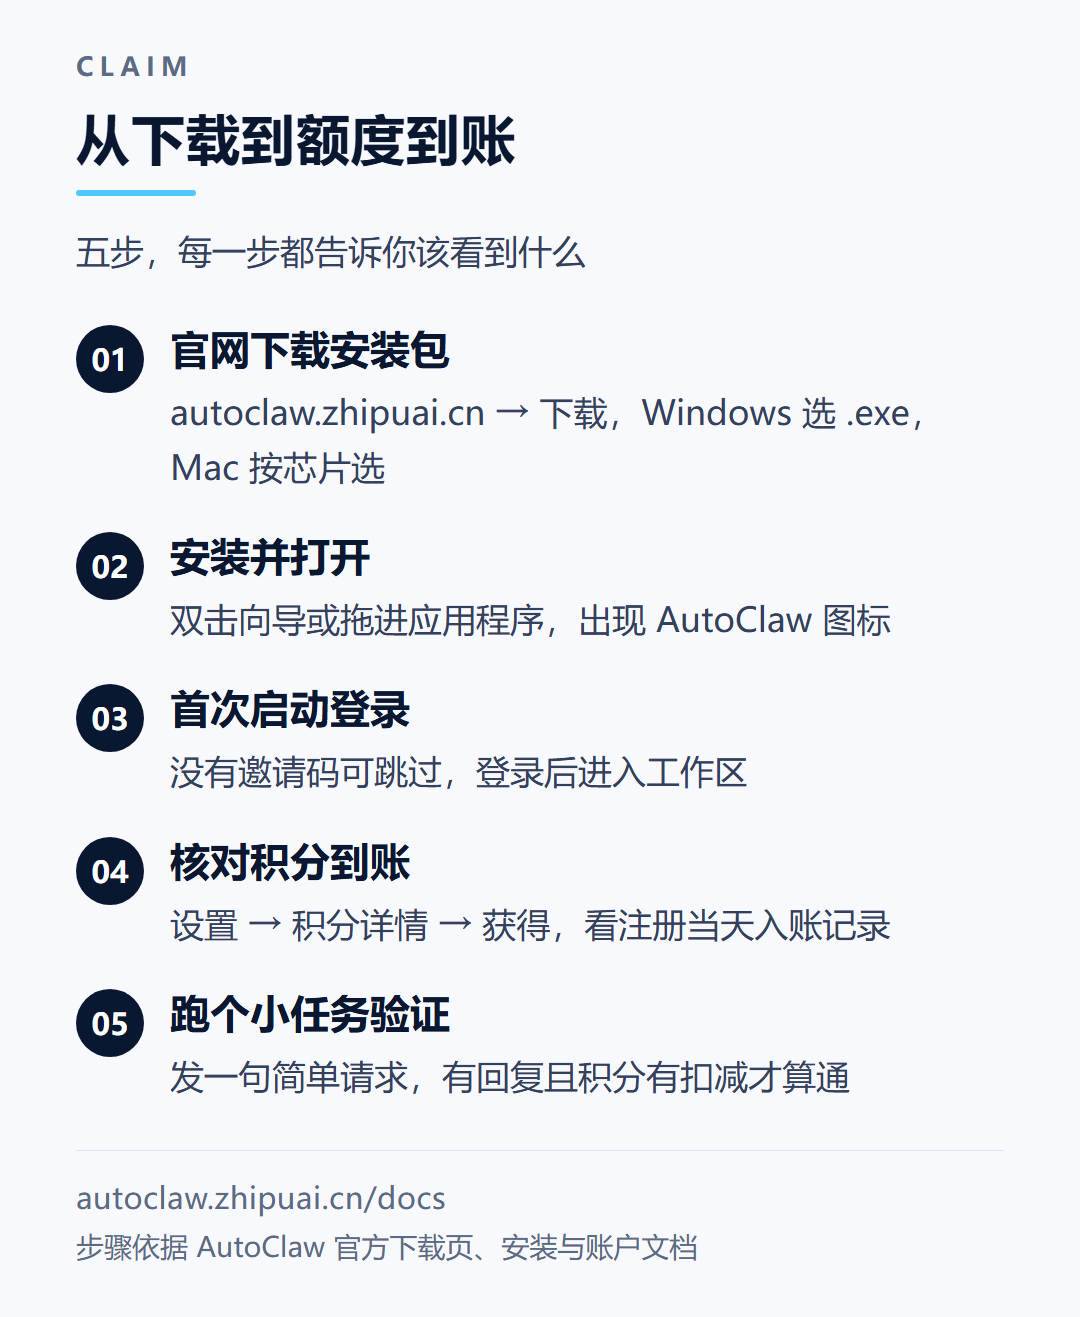 CLAIM
从下载到额度到账
五步，每一步都告诉你该看到什么
01
官网下载安装包
autoclaw.zhipuai.cn → 下载，Windows 选 .exe，
Mac 按芯片选
02
安装并打开
双击向导或拖进应用程序，出现 AutoClaw 图标
03
首次启动登录
没有邀请码可跳过，登录后进入工作区
04
核对积分到账
设置 → 积分详情 → 获得，看注册当天入账记录
05
跑个小任务验证
发一句简单请求，有回复且积分有扣减才算通
autoclaw.zhipuai.cn/docs
步骤依据 AutoClaw 官方下载页、安装与账户文档